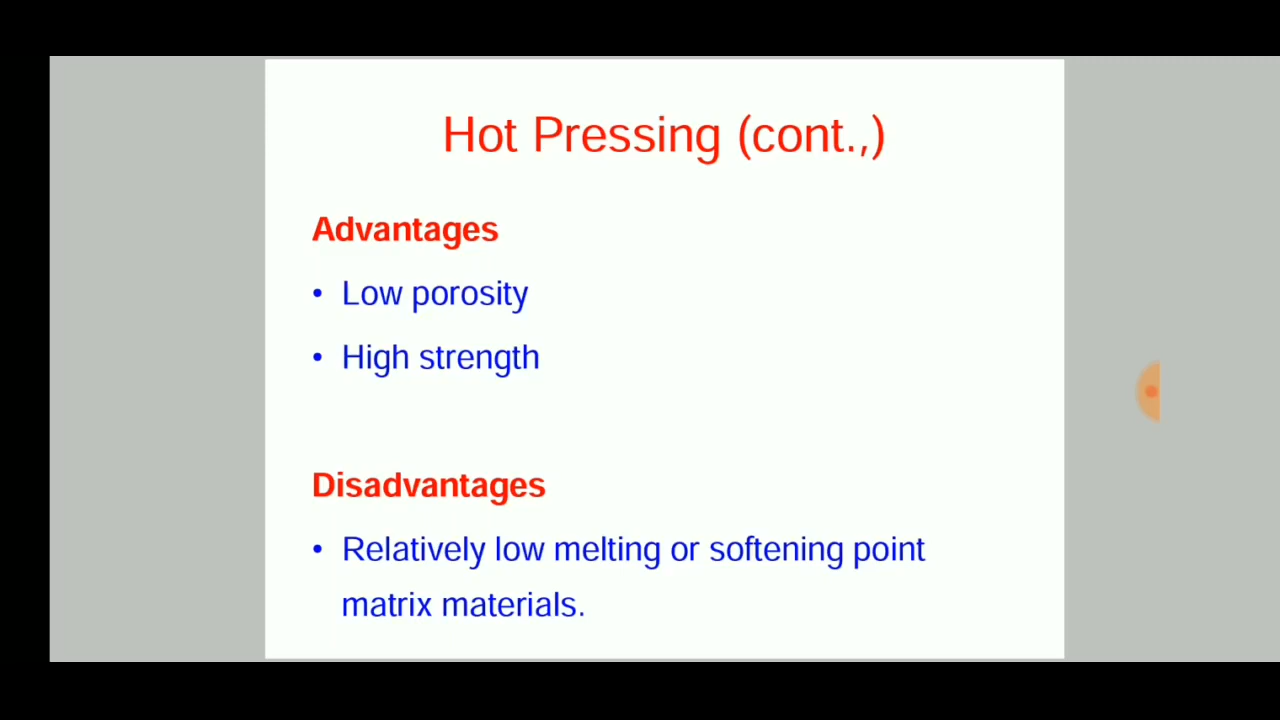 Hot Pressing (cont.,)
Advantages
• Low porosity
• High strength
Disadvantages
• Relatively low melting or softening point
matrix materials.